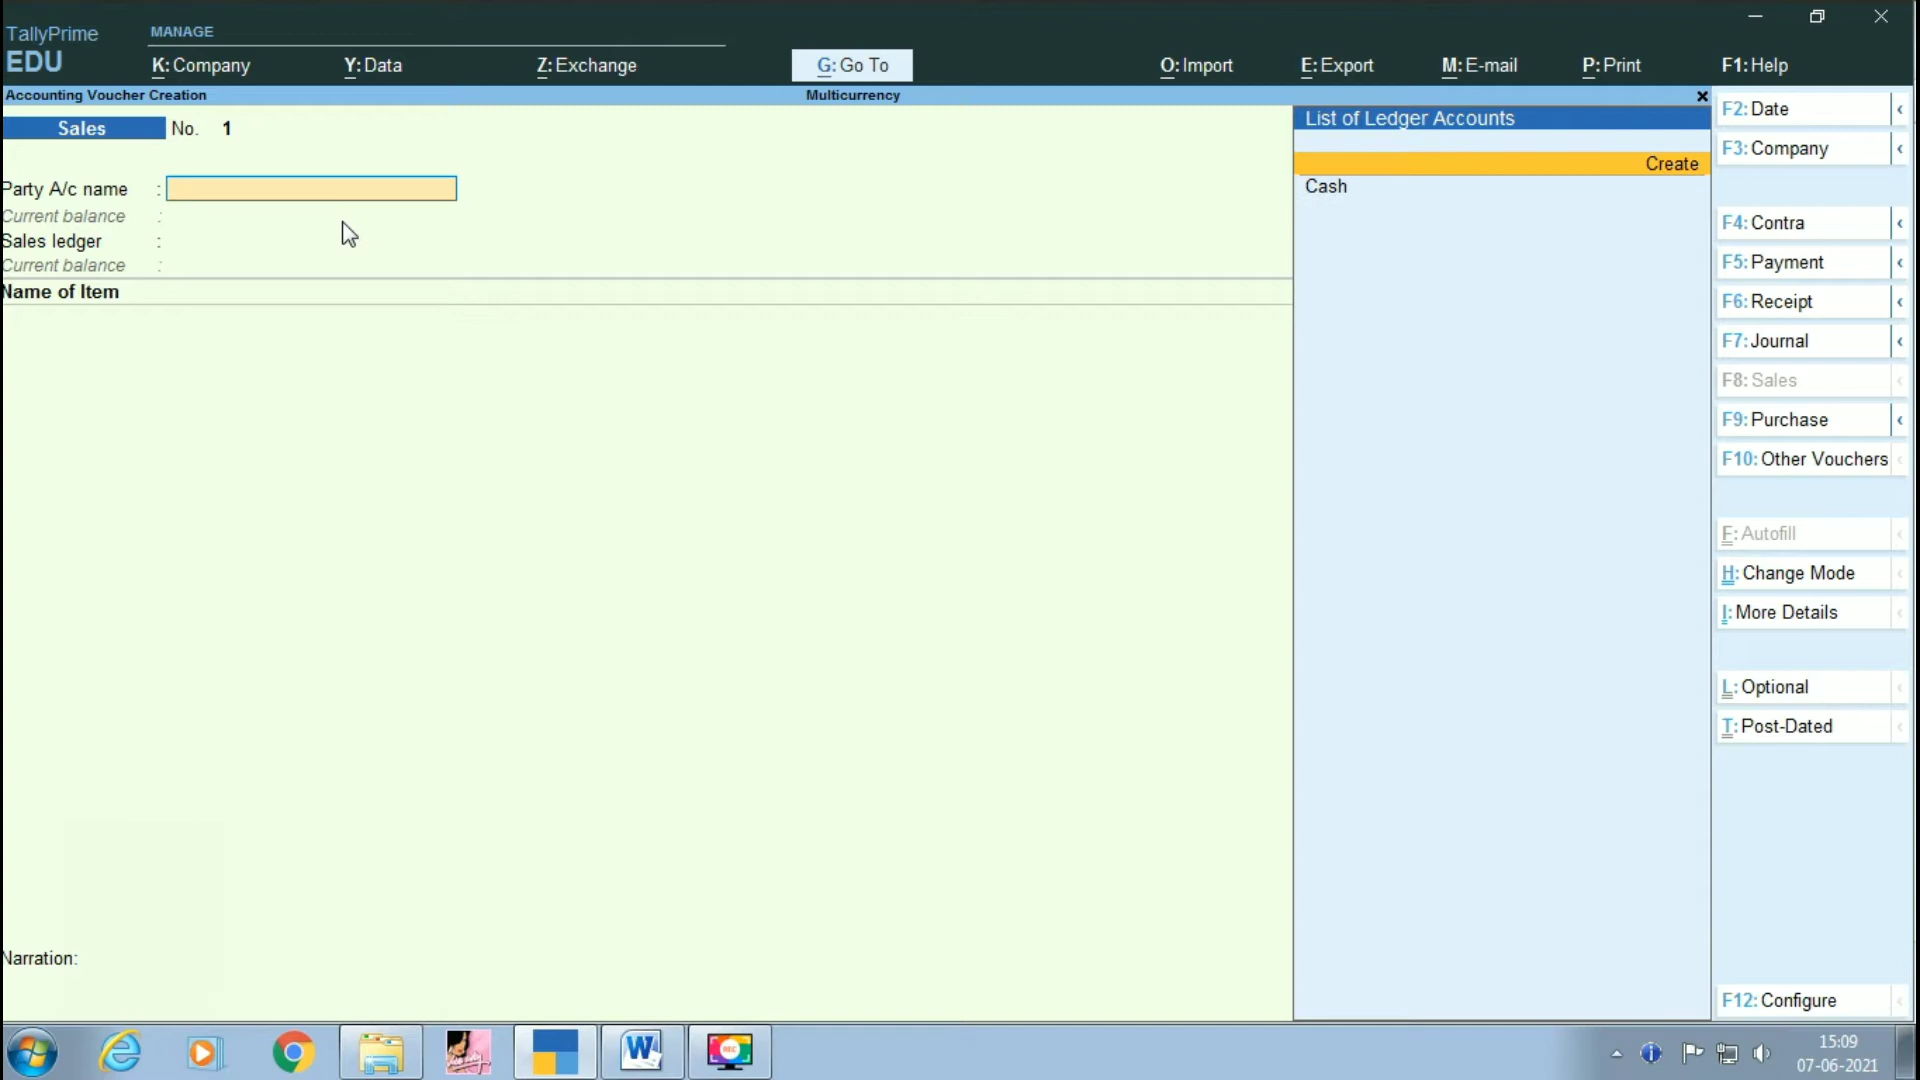 TallyPrime
EDU
MANAGE
K: Company
Y: Data
Z: Exchange
G: Go To
O: Import
E: Export
M: E-mail
P: Print
F1: Help
Accounting Voucher Creation
Multicurrency
Sales No. 1
Party A/c name :
Current balance :
Sales ledger :
Current balance :
Name of Item
Narration:
List of Ledger Accounts
Create
Cash
F2: Date
F3: Company
F4: Contra
F5: Payment
F6: Receipt
F7: Journal
F8: Sales
F9: Purchase
F10: Other Vouchers
F: Autofill
H: Change Mode
I: More Details
L: Optional
T: Post-Dated
F12: Configure
REC
15:09
07-06-2021